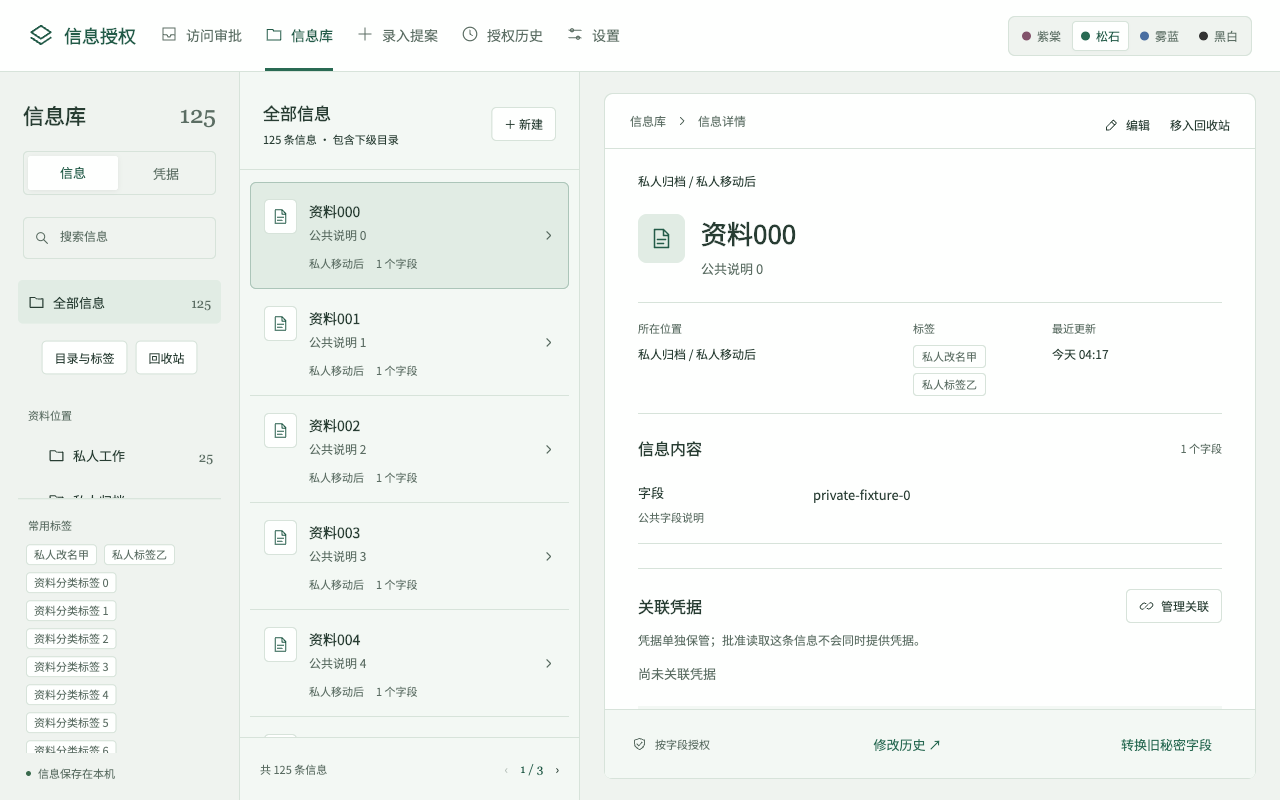 信息授权
访问审批
信息库
录入提案
授权历史
设置
紫棠
松石
雾蓝
黑白
信息库 125
信息 凭据
搜索信息
全部信息 125
目录与标签 回收站
资料位置
私人工作 25
私人归档
常用标签
私人改名甲 私人标签乙
资料分类标签 0
资料分类标签 1
资料分类标签 2
资料分类标签 3
资料分类标签 4
资料分类标签 5
资料分类标签 6
信息保存在本机
全部信息
125 条信息 · 包含下级目录
新建
资料000
公共说明 0
私人移动后 1 个字段
资料001
公共说明 1
私人移动后 1 个字段
资料002
公共说明 2
私人移动后 1 个字段
资料003
公共说明 3
私人移动后 1 个字段
资料004
公共说明 4
私人移动后 1 个字段
共 125 条信息 ‹ 1 / 3 ›
信息库 > 信息详情
编辑 移入回收站
私人归档 / 私人移动后
资料000
公共说明 0
所在位置
私人归档 / 私人移动后
标签
私人改名甲
私人标签乙
最近更新
今天 04:17
信息内容 1 个字段
字段 private-fixture-0
公共字段说明
关联凭据 管理关联
凭据单独保管；批准读取这条信息不会同时提供凭据。
尚未关联凭据
按字段授权 修改历史 ↗ 转换旧秘密字段